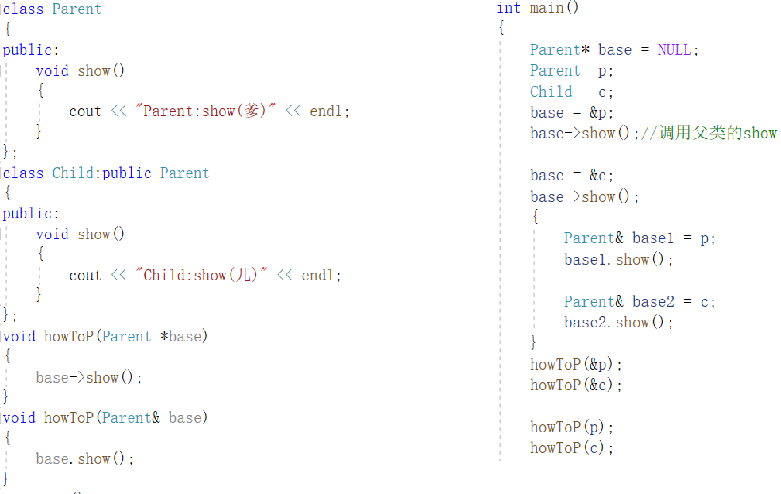 class Parent
{
public:
void show()
{
cout << "Parent:show(爹)" << endl;
}
};
class Child:public Parent
{
public:
void show()
{
cout << "Child:show(儿)" << endl;
}
};
void howToP(Parent *base)
{
base->show();
}
void howToP(Parent& base)
{
base.show();
}
int main()
{
Parent* base = NULL;
Parent p;
Child c;
base = &p;
base->show();//调用父类的show
base = &c;
base->show();
{
Parent& base1 = p;
base1.show();
Parent& base2 = c;
base2.show();
}
howToP(&p);
howToP(&c);
howToP(p);
howToP(c);